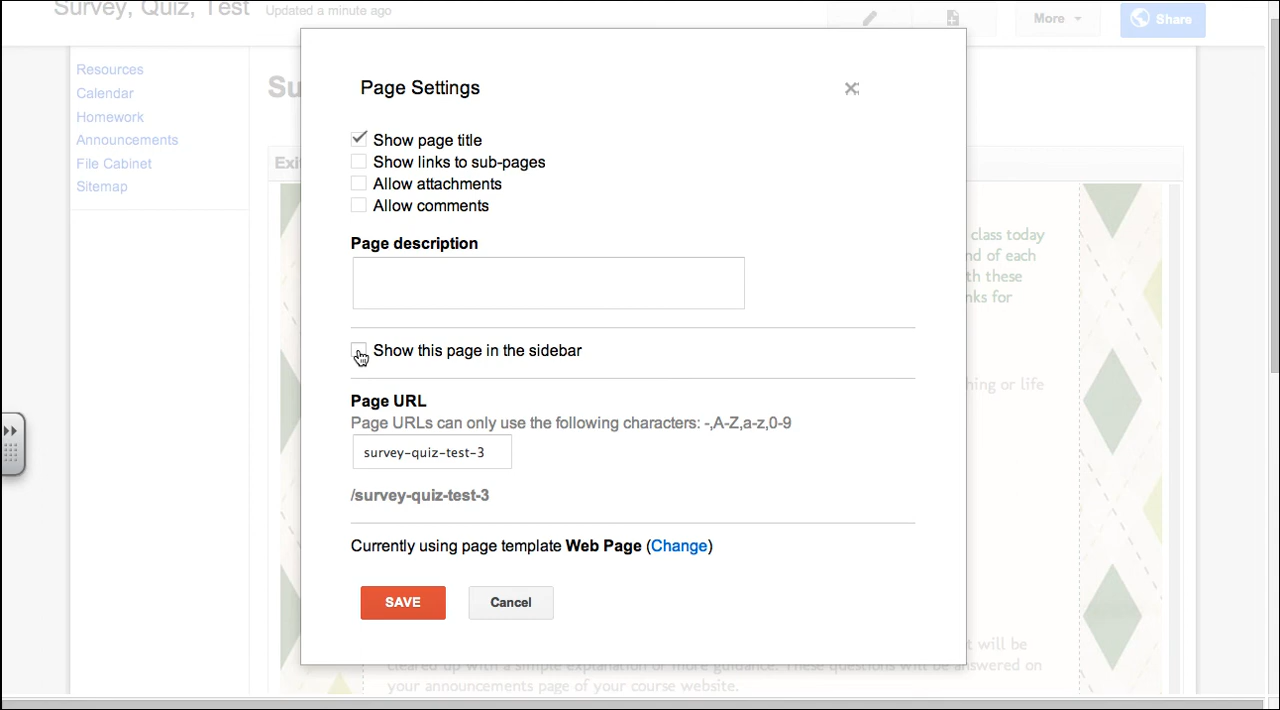 Survey, Quiz, Test Updated a minute ago
More
Share
Resources
Calendar
Homework
Announcements
File Cabinet
Sitemap
Su
Exi
Page Settings
Show page title
Show links to sub-pages
Allow attachments
Allow comments
Page description
Show this page in the sidebar
Page URL
Page URLs can only use the following characters: -,A-Z,a-z,0-9
survey-quiz-test-3
/survey-quiz-test-3
Currently using page template Web Page (Change)
SAVE
Cancel
class today
nd of each
th these
nks for
hing or life
t will be
cleared up with a simple explanation or more guidance. These questions will be answered on
your announcements page of your course website.